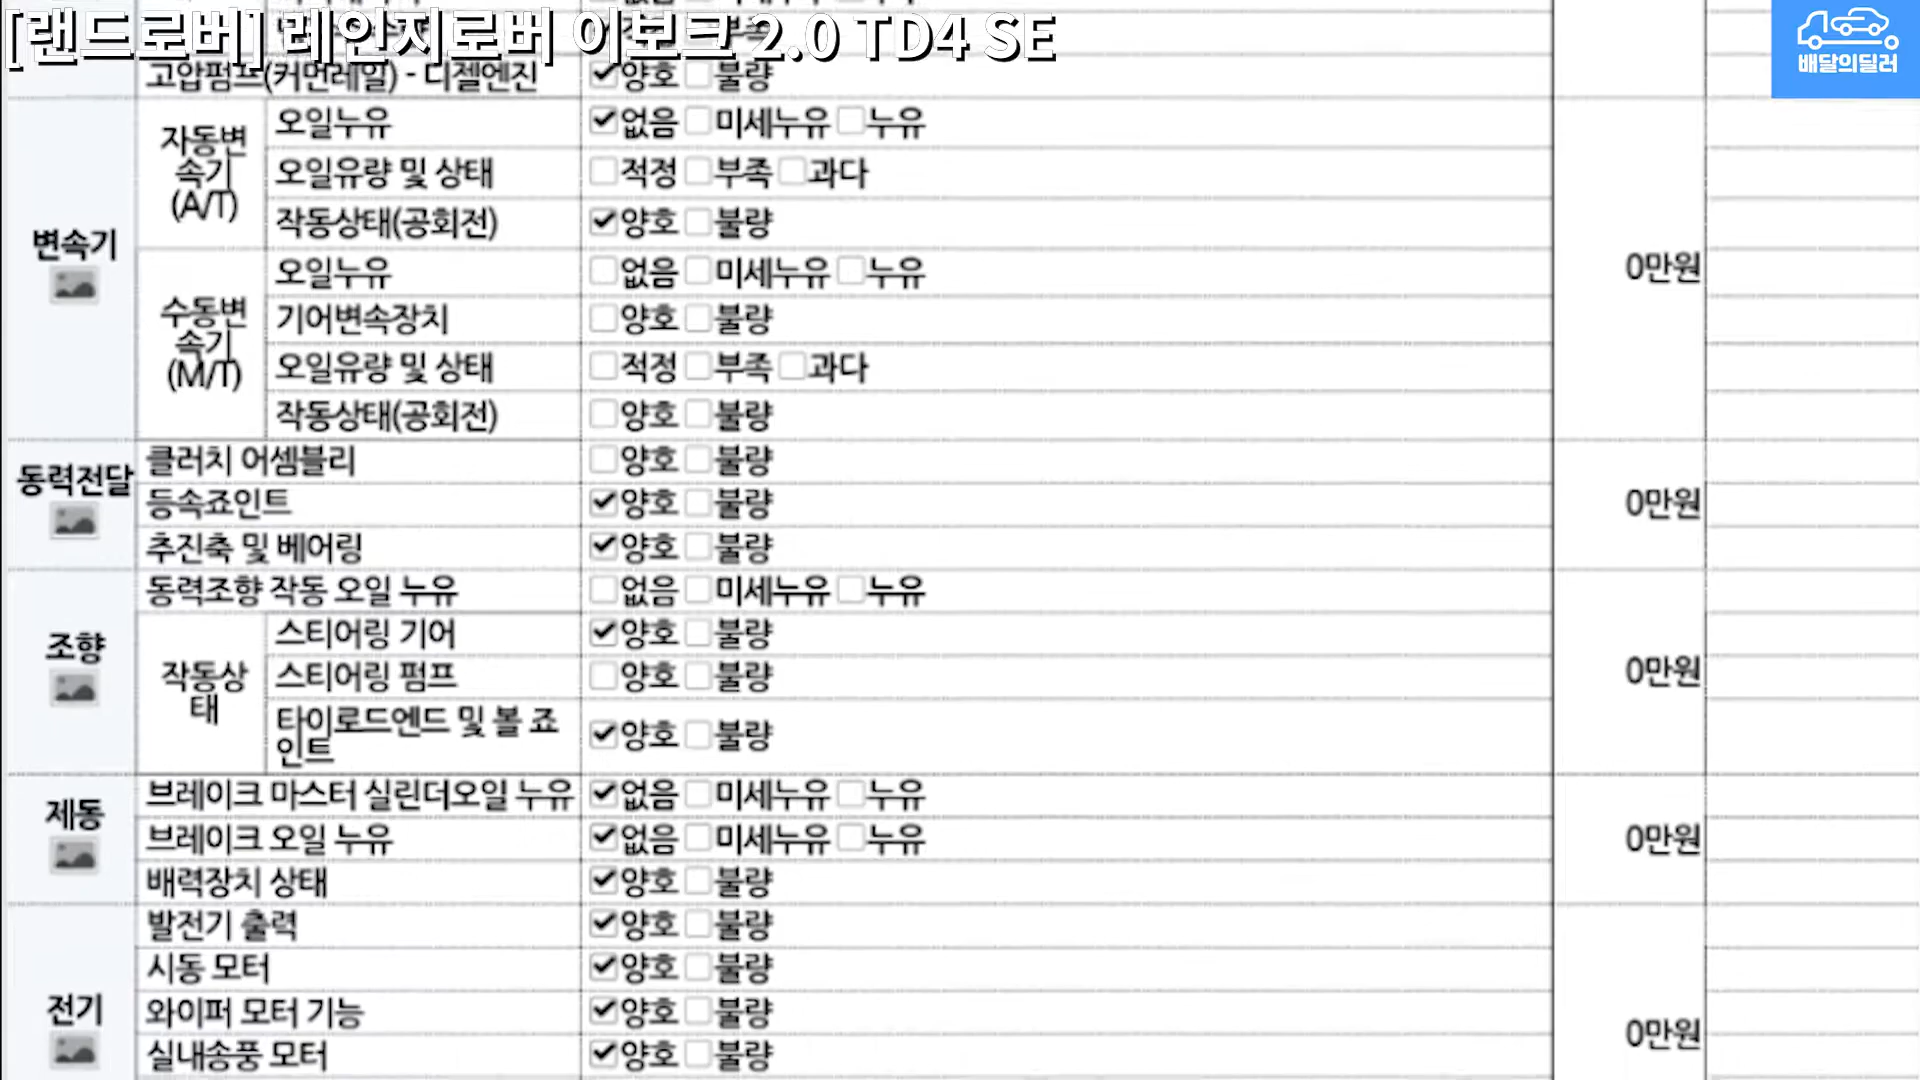 [랜드로버] 레인지로버 이보크 2.0 TD4 SE
배달의딜러
고압펌프(커먼레일) - 디젤엔진 양호 불량
변속기
자동변속기(A/T)
오일누유 없음 미세누유 누유
오일유량 및 상태 적정 부족 과다
작동상태(공회전) 양호 불량
수동변속기(M/T)
오일누유 없음 미세누유 누유
기어변속장치 양호 불량
오일유량 및 상태 적정 부족 과다
작동상태(공회전) 양호 불량
0만원
동력전달
클러치 어셈블리 양호 불량
등속죠인트 양호 불량
추진축 및 베어링 양호 불량
0만원
조향
동력조향 작동 오일 누유 없음 미세누유 누유
작동상태
스티어링 기어 양호 불량
스티어링 펌프 양호 불량
타이로드엔드 및 볼 죠인트 양호 불량
0만원
제동
브레이크 마스터 실린더오일 누유 없음 미세누유 누유
브레이크 오일 누유 없음 미세누유 누유
배력장치 상태 양호 불량
0만원
전기
발전기 출력 양호 불량
시동 모터 양호 불량
와이퍼 모터 기능 양호 불량
실내송풍 모터 양호 불량
0만원